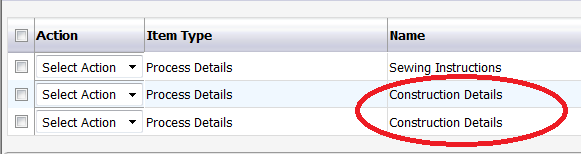 Action Item Type Name
Select Action Process Details Sewing Instructions
Select Action Process Details Construction Details
Select Action Process Details Construction Details